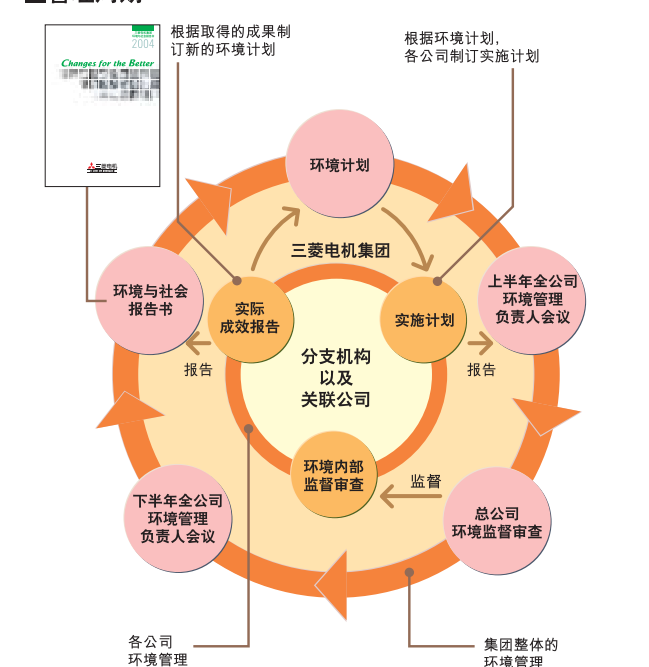 根据取得的成果制
订新的环境计划
根据环境计划，
各公司制订实施计划
2004
Changes for the Better
三菱电机
环境计划
三菱电机集团
环境与社会
报告书
实际
成效报告
实施计划
上半年全公司
环境管理
负责人会议
报告
报告
分支机构
以及
关联公司
环境内部
监督审查
监督
下半年全公司
环境管理
负责人会议
总公司
环境监督审查
各公司
环境管理
集团整体的
环境管理